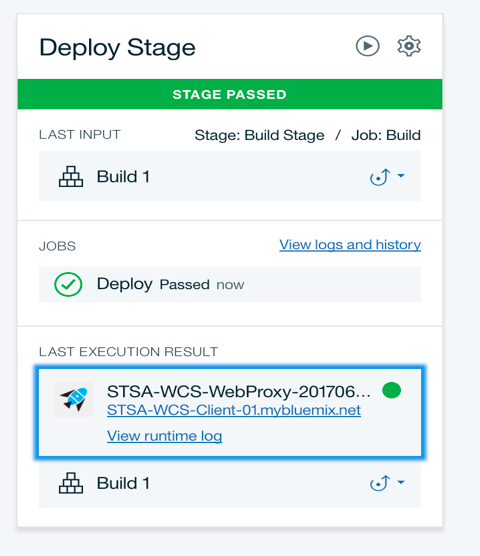 Deploy Stage
STAGE PASSED
LAST INPUT Stage: Build Stage / Job: Build
Build 1
JOBS View logs and history
Deploy Passed now
LAST EXECUTION RESULT
STSA-WCS-WebProxy-201706...
STSA-WCS-Client-01.mybluemix.net
View runtime log
Build 1